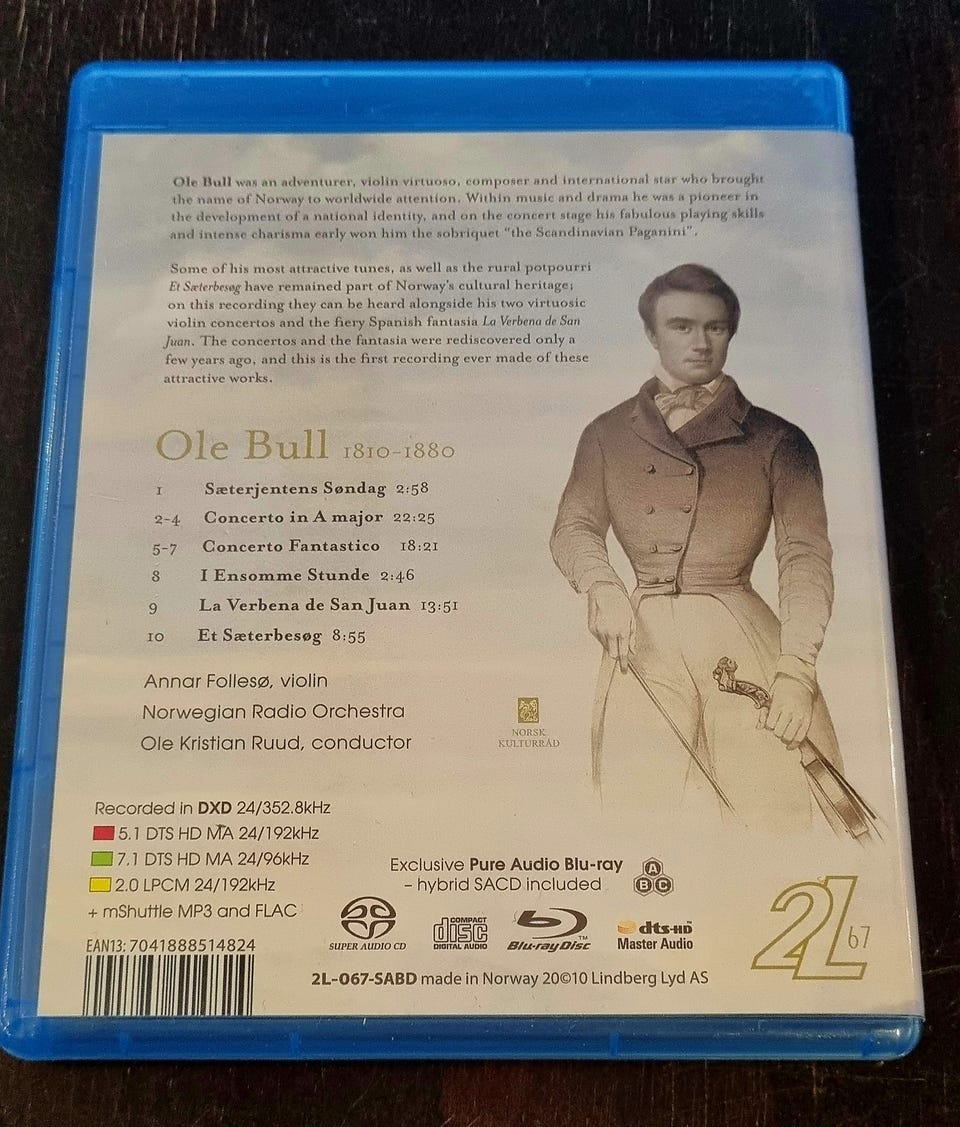 Ole Bull was an adventurer, violin virtuoso, composer and international star who brought
the name of Norway to worldwide attention. Within music and drama he was a pioneer in
the development of a national identity, and on the concert stage his fabulous playing skills
and intense charisma early won him the sobriquet “the Scandinavian Paganini”.
Some of his most attractive tunes, as well as the rural potpourri
Et Sæterbesøg have remained part of Norway's cultural heritage;
on this recording they can be heard alongside his two virtuosic
violin concertos and the fiery Spanish fantasia La Verbena de San
Juan. The concertos and the fantasia were rediscovered only a
few years ago, and this is the first recording ever made of these
attractive works.
Ole Bull 1810-1880
1 Sæterjentens Søndag 2:58
2-4 Concerto in A major 22:25
5-7 Concerto Fantastico 18:21
8 I Ensomme Stunde 2:46
9 La Verbena de San Juan 13:51
10 Et Sæterbesøg 8:55
Annar Follesø, violin
Norwegian Radio Orchestra
Ole Kristian Ruud, conductor
NORSK
KULTURRÅD
Recorded in DXD 24/352.8kHz
5.1 DTS HD MA 24/192kHz
7.1 DTS HD MA 24/96kHz
2.0 LPCM 24/192kHz
+ mShuttle MP3 and FLAC
Exclusive Pure Audio Blu-ray
– hybrid SACD included
A
B C
EAN13: 7041888514824
SUPER AUDIO CD
COMPACT
disc
DIGITAL AUDIO
Blu-ray Disc™
dts-HD™
Master Audio
2L 67
2L-067-SABD made in Norway 20©10 Lindberg Lyd AS